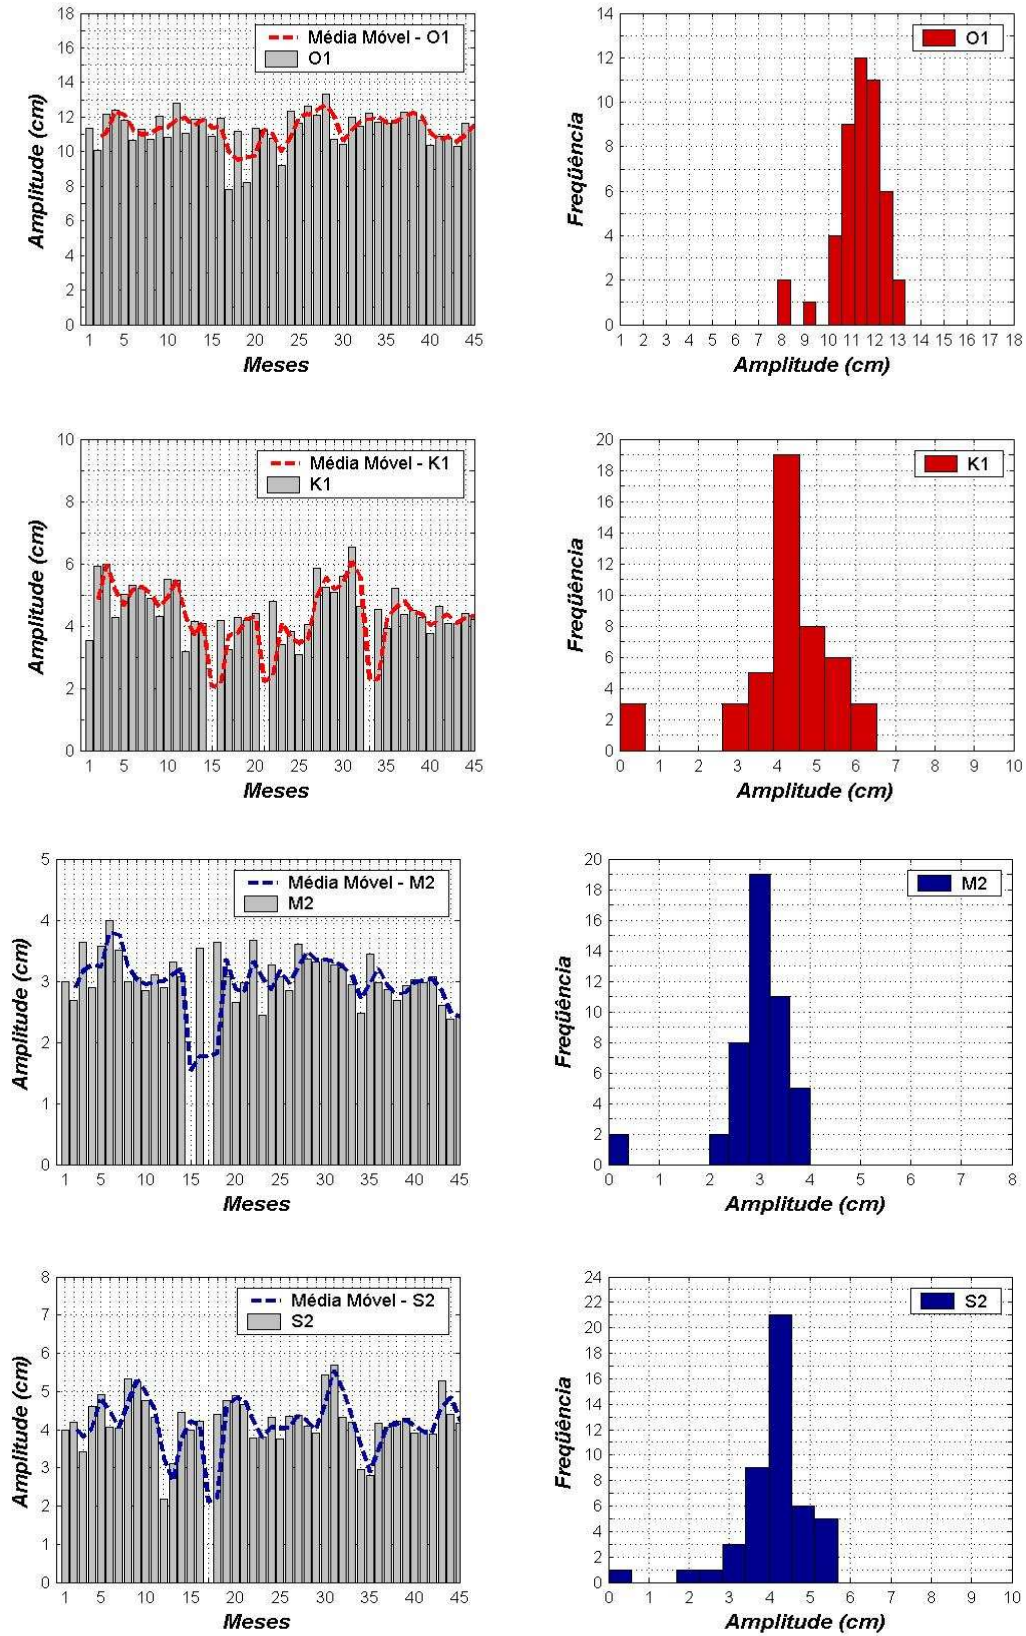 18
16
14
12
10
8
6
4
2
0
Amplitude (cm)
Média Móvel - O1
O1
1 5 10 15 20 25 30 35 40 45
Meses
14
12
10
8
6
4
2
0
Freqüência
O1
1 2 3 4 5 6 7 8 9 10 11 12 13 14 15 16 17 18
Amplitude (cm)
10
8
6
4
2
0
Amplitude (cm)
Média Móvel - K1
K1
1 5 10 15 20 25 30 35 40 45
Meses
20
18
16
14
12
10
8
6
4
2
0
Freqüência
K1
0 1 2 3 4 5 6 7 8 9 10
Amplitude (cm)
5
4
3
2
1
0
Amplitude (cm)
Média Móvel - M2
M2
1 5 10 15 20 25 30 35 40 45
Meses
20
18
16
14
12
10
8
6
4
2
0
Freqüência
M2
0 1 2 3 4 5 6 7 8
Amplitude (cm)
8
7
6
5
4
3
2
1
0
Amplitude (cm)
Média Móvel - S2
S2
1 5 10 15 20 25 30 35 40 45
Meses
24
22
20
18
16
14
12
10
8
6
4
2
0
Freqüência
S2
0 1 2 3 4 5 6 7 8 9 10
Amplitude (cm)